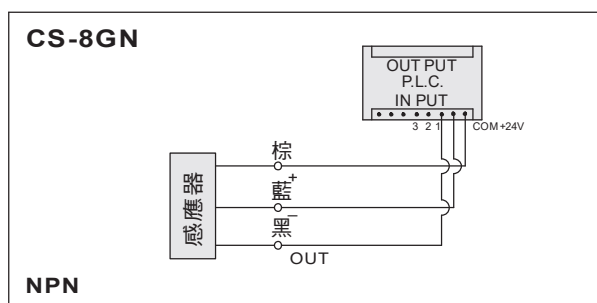 CS-8GN
OUT PUT
P.L.C.
IN PUT
3 2 1 COM +24V
棕
+
藍
−
黑
OUT
感應器
NPN